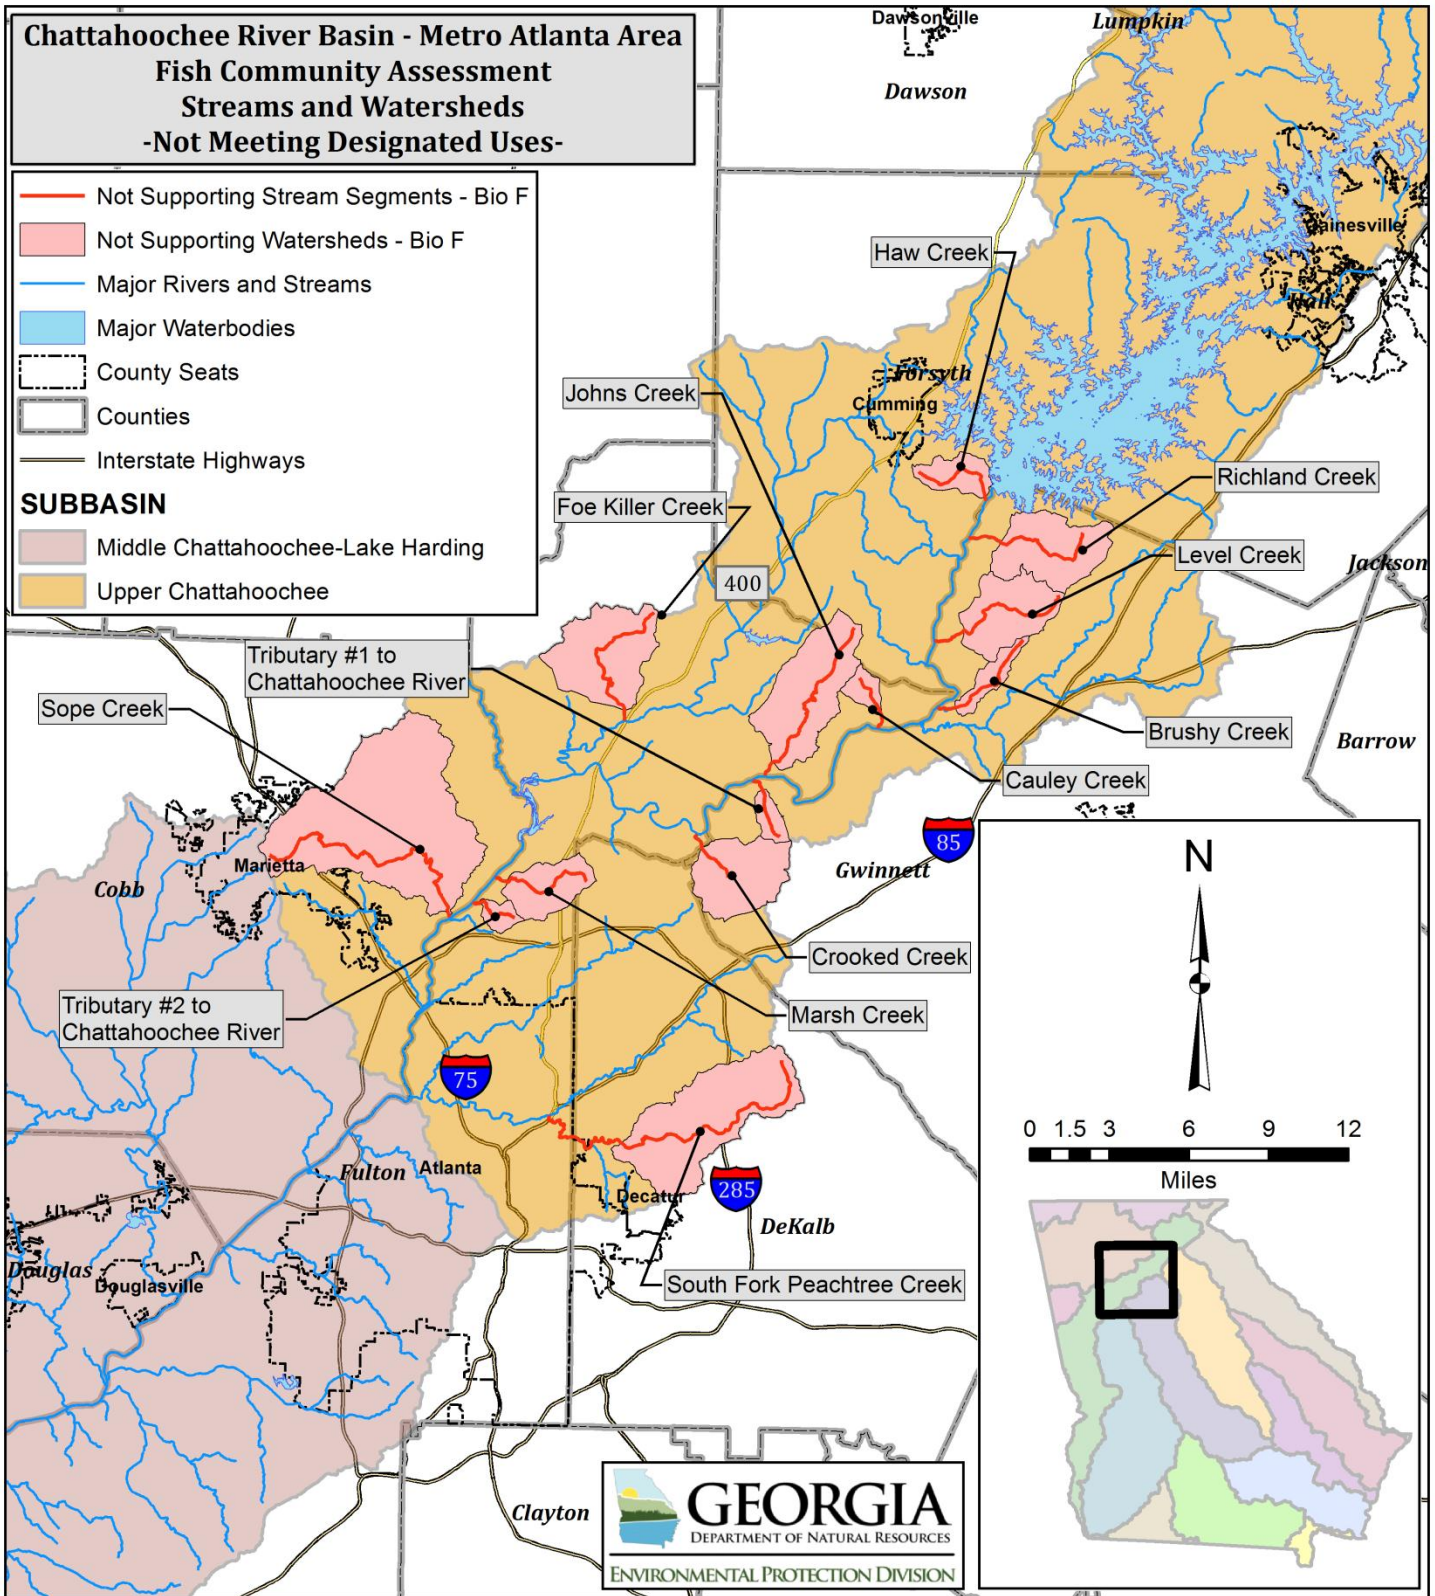 Chattahoochee River Basin - Metro Atlanta Area
Fish Community Assessment
Streams and Watersheds
-Not Meeting Designated Uses-
Not Supporting Stream Segments - Bio F
Not Supporting Watersheds - Bio F
Major Rivers and Streams
Major Waterbodies
County Seats
Counties
Interstate Highways
SUBBASIN
Middle Chattahoochee-Lake Harding
Upper Chattahoochee
Dawsonville
Lumpkin
Dawson
Gainesville
Hall
Haw Creek
Forsyth
Cumming
Johns Creek
Richland Creek
Foe Killer Creek
Level Creek
Jackson
400
Tributary #1 to
Chattahoochee River
Sope Creek
Brushy Creek
Barrow
Cauley Creek
85
Marietta
Cobb
Gwinnett
Crooked Creek
Tributary #2 to
Chattahoochee River
Marsh Creek
75
Fulton
Atlanta
Decatur
285
DeKalb
Douglas
Douglasville
South Fork Peachtree Creek
Clayton
N
0 1.5 3 6 9 12
Miles
GEORGIA
DEPARTMENT OF NATURAL RESOURCES
ENVIRONMENTAL PROTECTION DIVISION